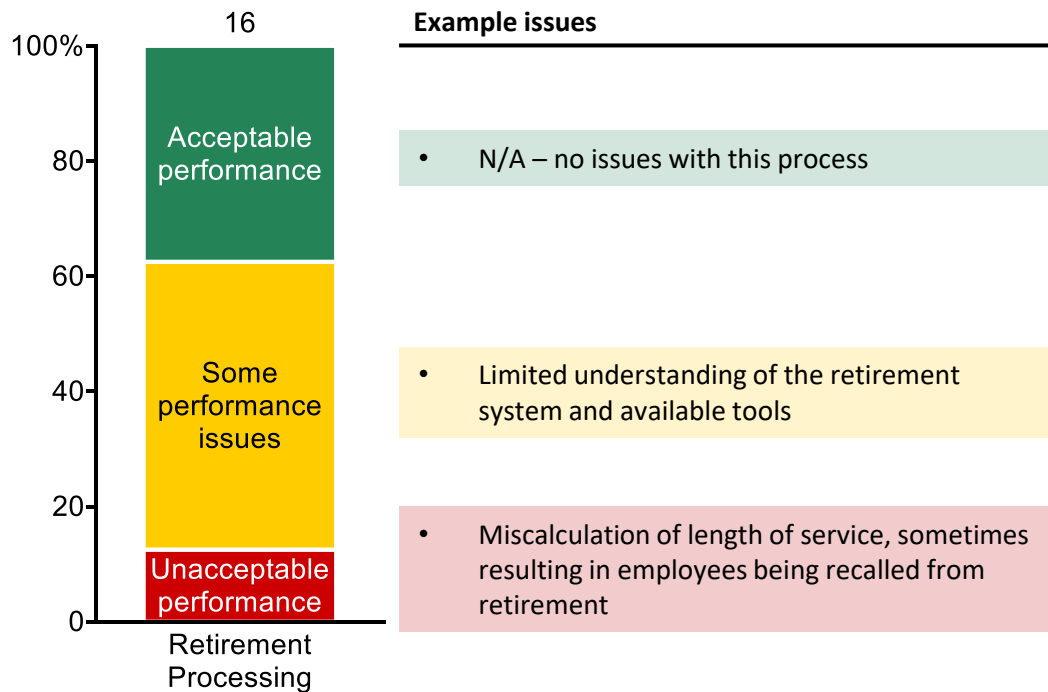 16
Example issues
100%
80
60
40
20
0
Acceptable
performance
Some
performance
issues
Unacceptable
performance
Retirement
Processing
• N/A – no issues with this process
• Limited understanding of the retirement
system and available tools
• Miscalculation of length of service, sometimes
resulting in employees being recalled from
retirement